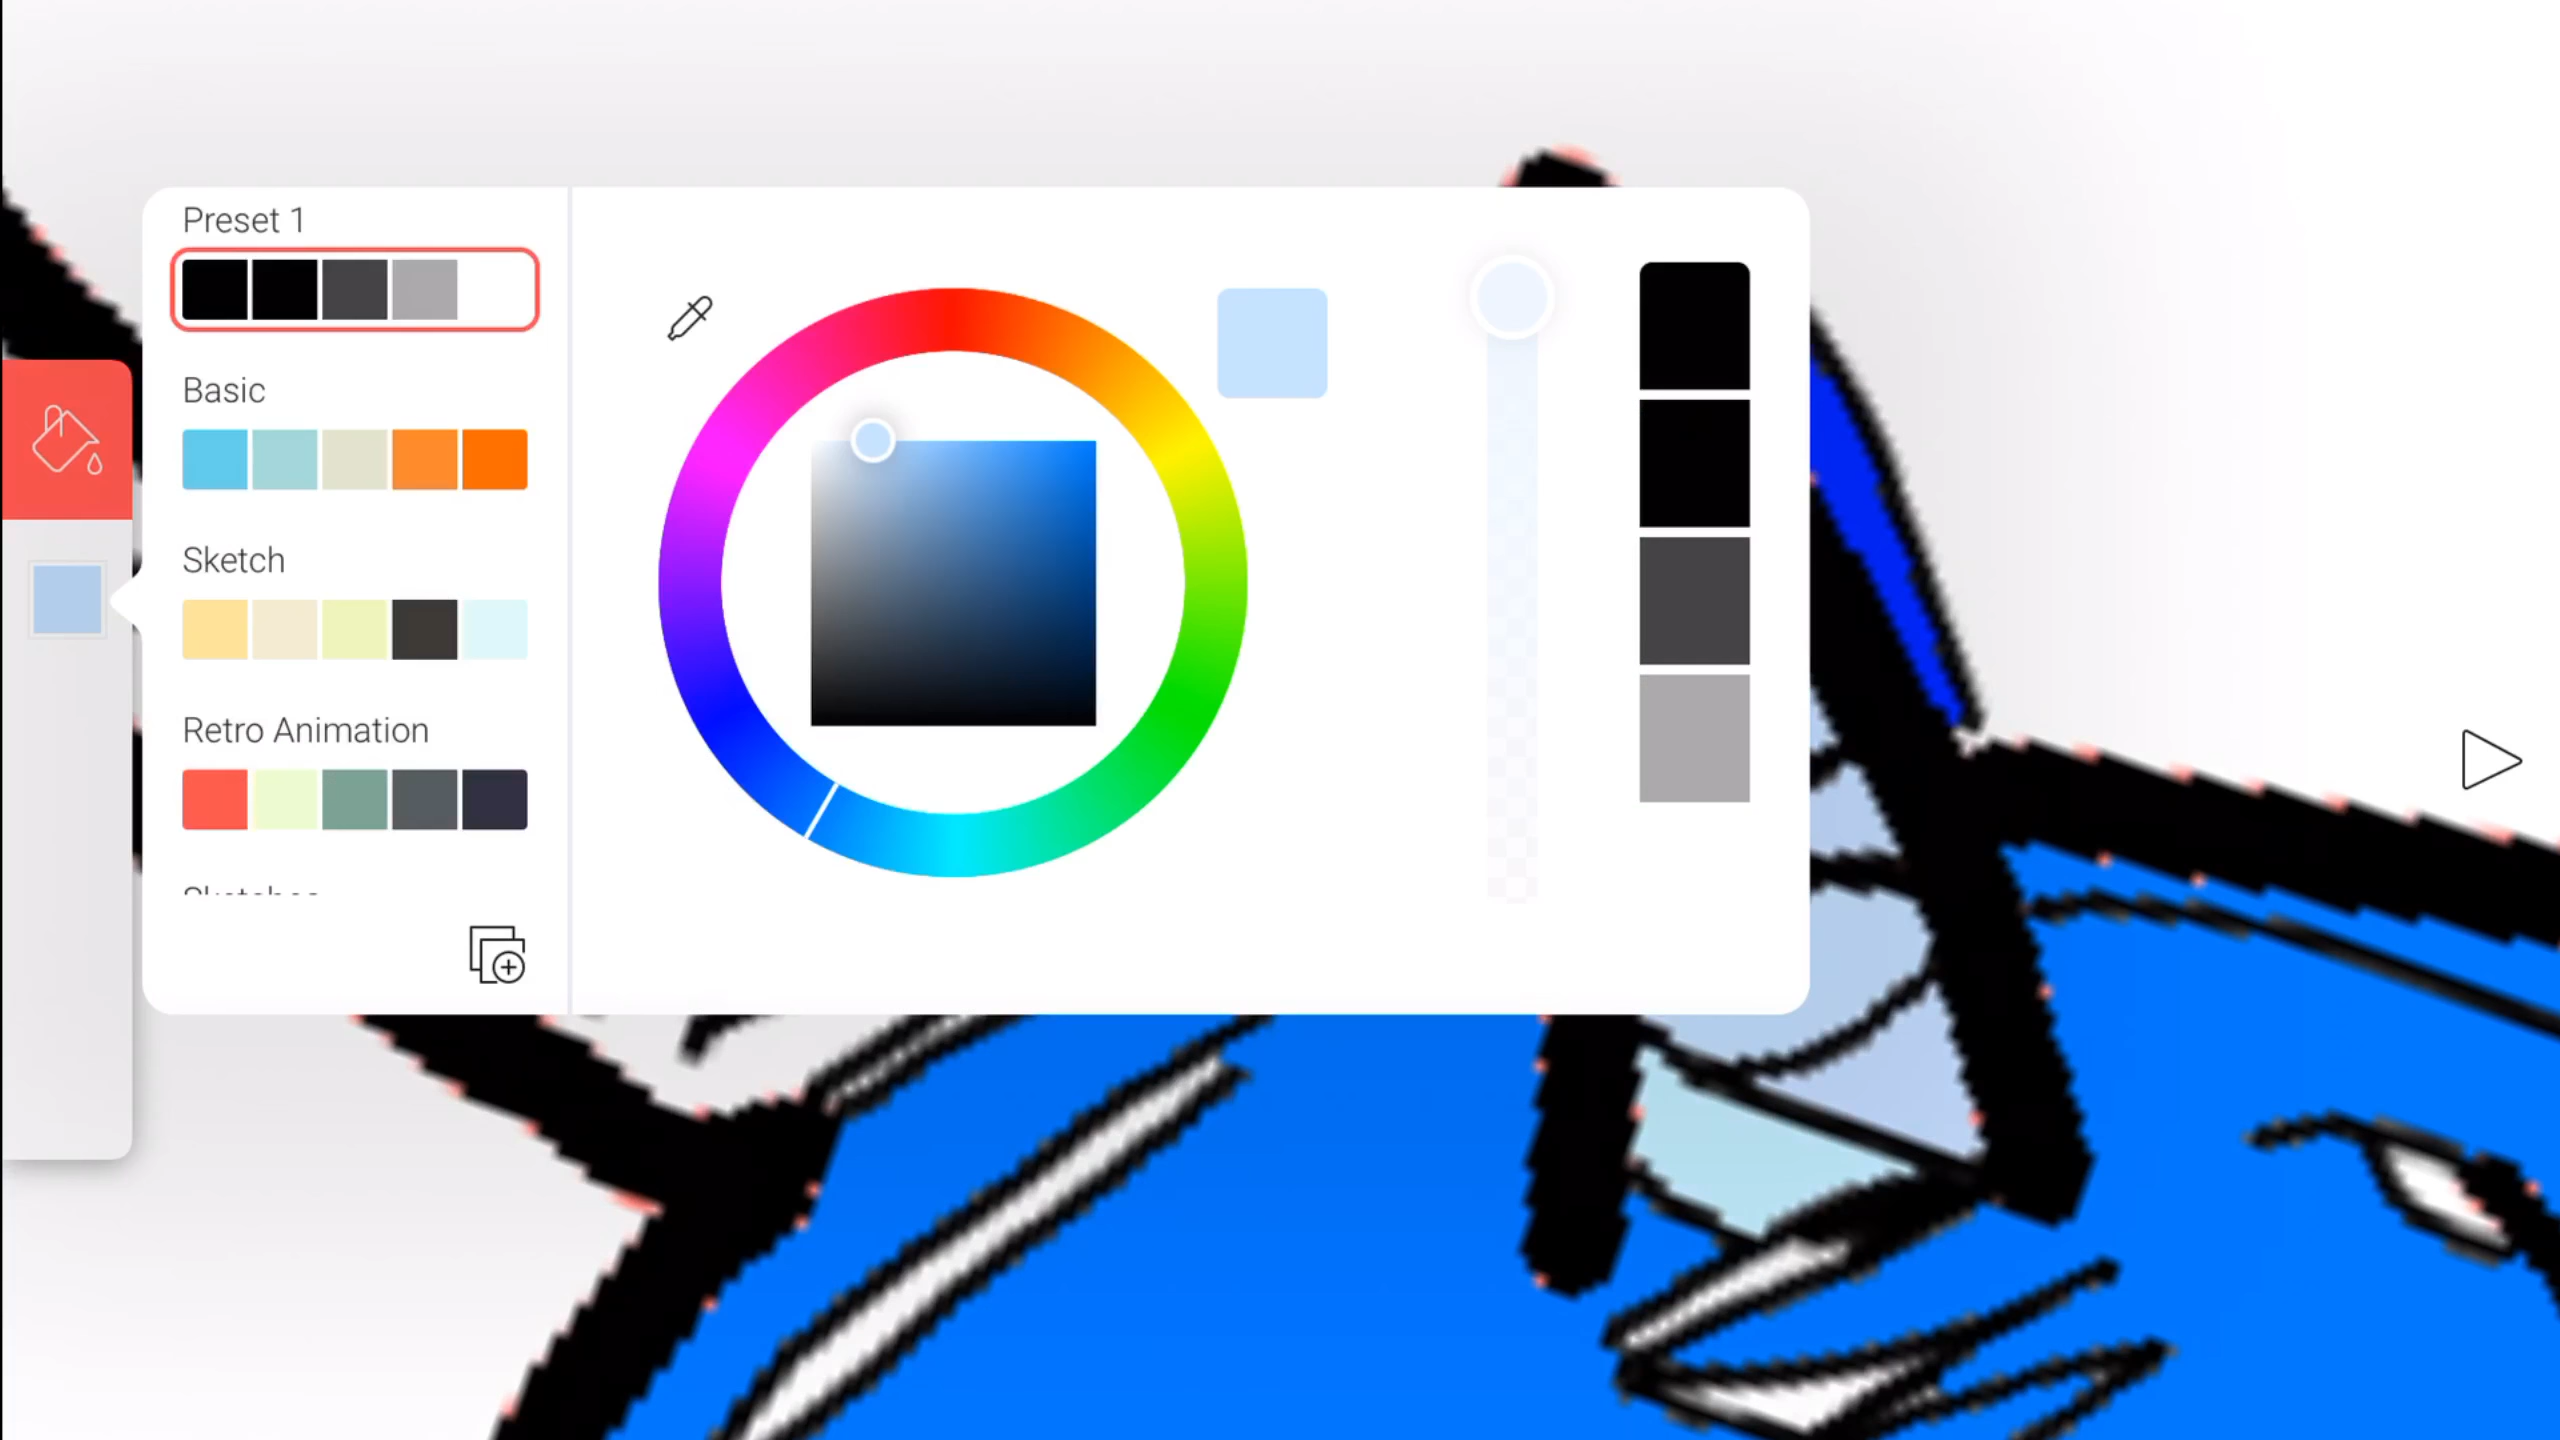 Preset 1
Basic
Sketch
Retro Animation